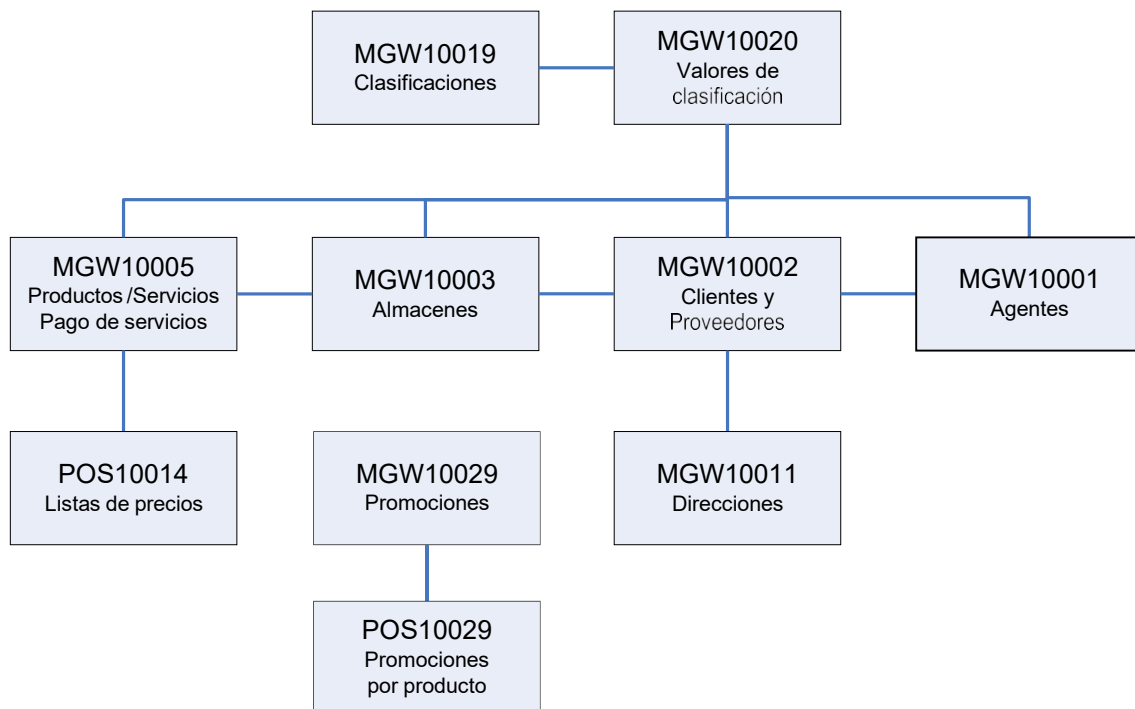 MGW10019
Clasificaciones
MGW10020
Valores de
clasificación
MGW10005
Productos/Servicios
Pago de servicios
MGW10003
Almacenes
MGW10002
Clientes y
Proveedores
MGW10001
Agentes
POS10014
Listas de precios
MGW10029
Promociones
MGW10011
Direcciones
POS10029
Promociones
por producto